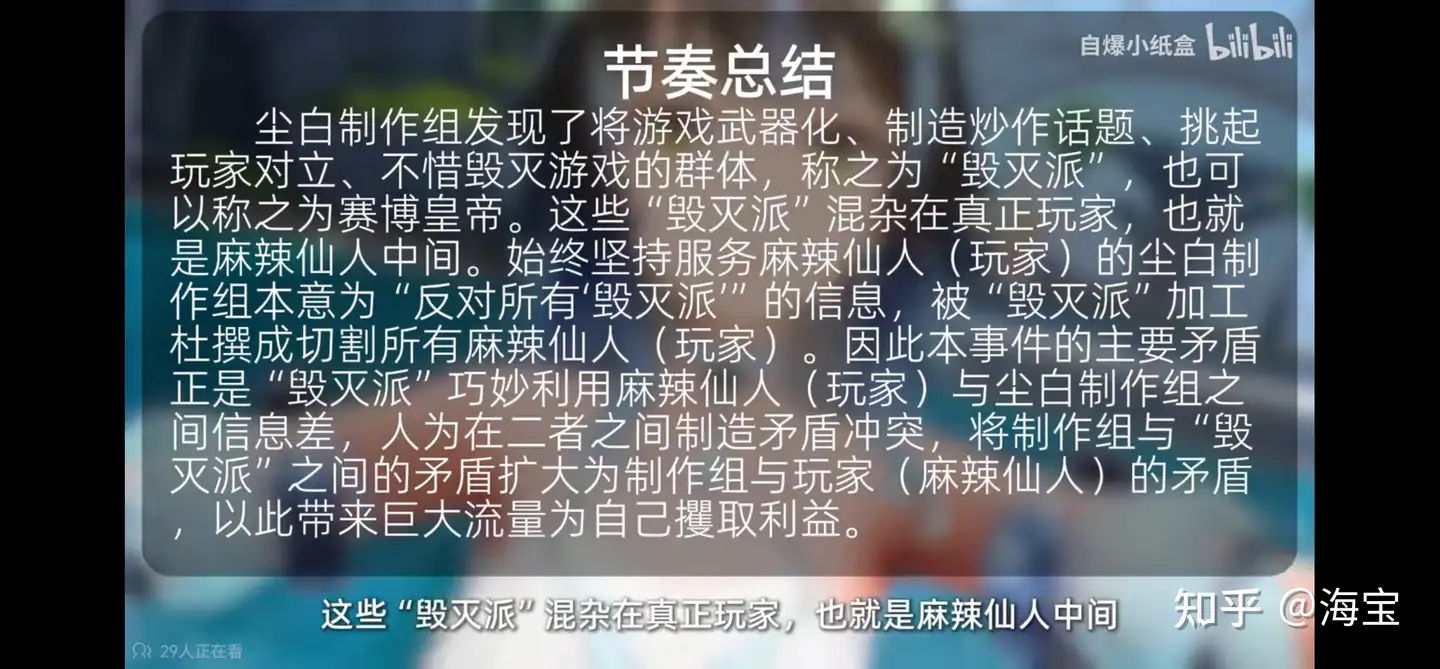 自爆小纸盒 bilibili
节奏总结
尘白制作组发现了将游戏武器化、制造炒作话题、挑起
玩家对立、不惜毁灭游戏的群体，称之为“毁灭派”，也可
以称之为赛博皇帝。这些“毁灭派”混杂在真正玩家，也就
是麻辣仙人中间。始终坚持服务麻辣仙人（玩家）的尘白制
作组本意为“反对所有‘毁灭派’”的信息，被“毁灭派”加工
杜撰成切割所有麻辣仙人（玩家）。因此本事件的主要矛盾
正是“毁灭派”巧妙利用麻辣仙人（玩家）与尘白制作组之
间信息差，人为在二者之间制造矛盾冲突，将制作组与“毁
灭派”之间的矛盾扩大为制作组与玩家（麻辣仙人）的矛盾
，以此带来巨大流量为自己攫取利益。
这些“毁灭派”混杂在真正玩家，也就是麻辣仙人中间
知乎 @海宝
29人正在看